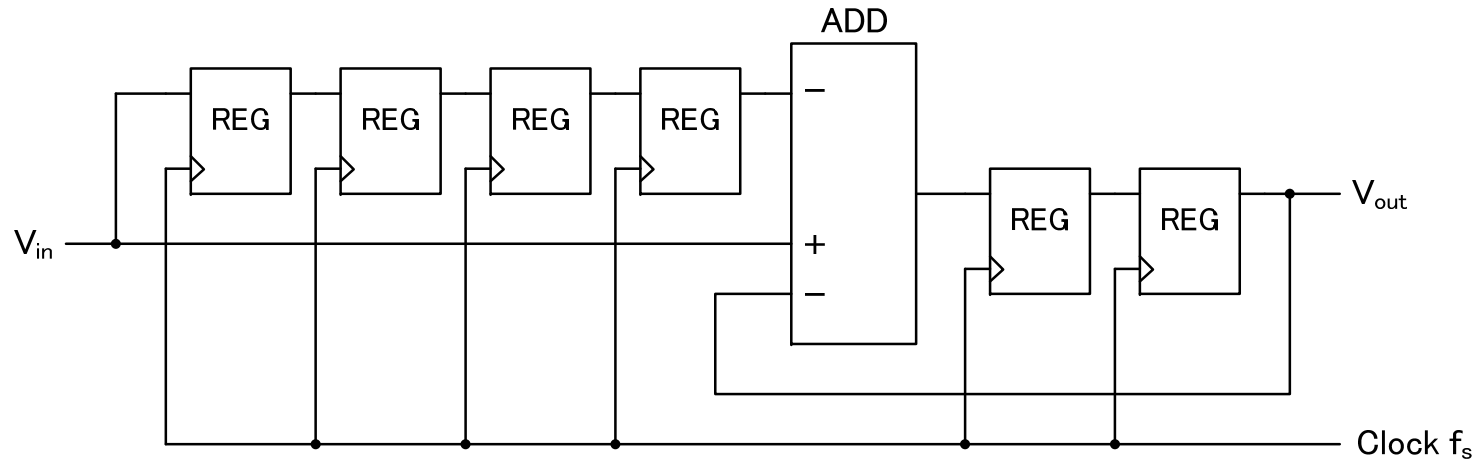 ADD
REG REG REG REG −
REG REG V_out
V_in +
−
Clock f_s